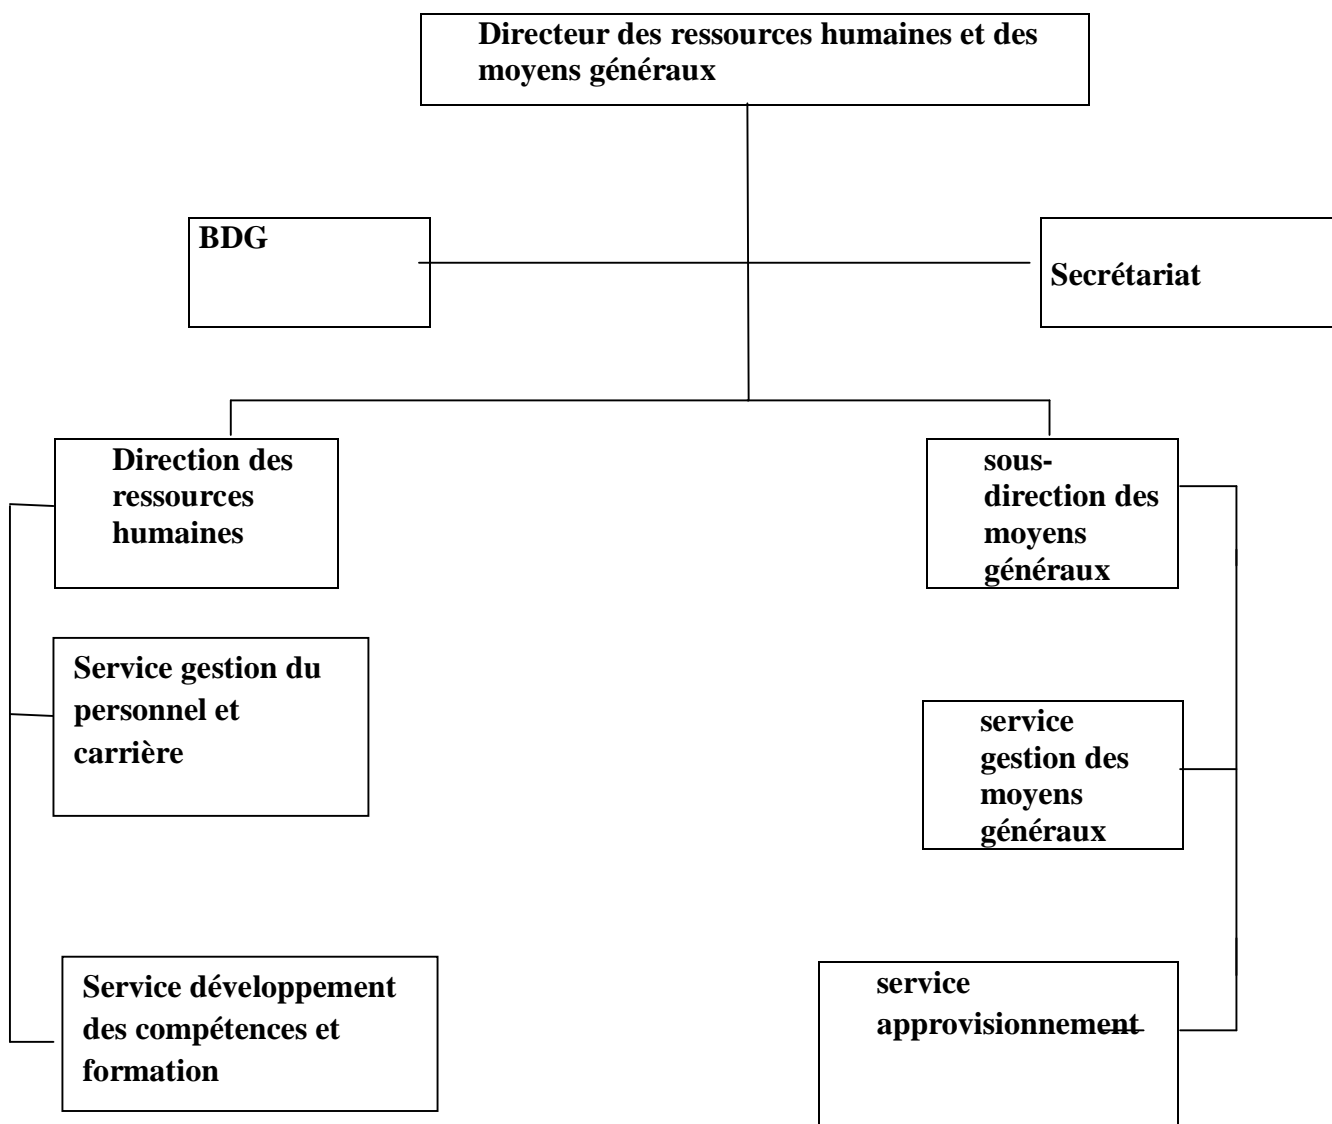 Directeur des ressources humaines et des
moyens généraux
BDG
Secrétariat
Direction des
ressources
humaines
sous-
direction des
moyens
généraux
Service gestion du
personnel et
carrière
service
gestion des
moyens
généraux
Service développement
des compétences et
formation
service
approvisionnement